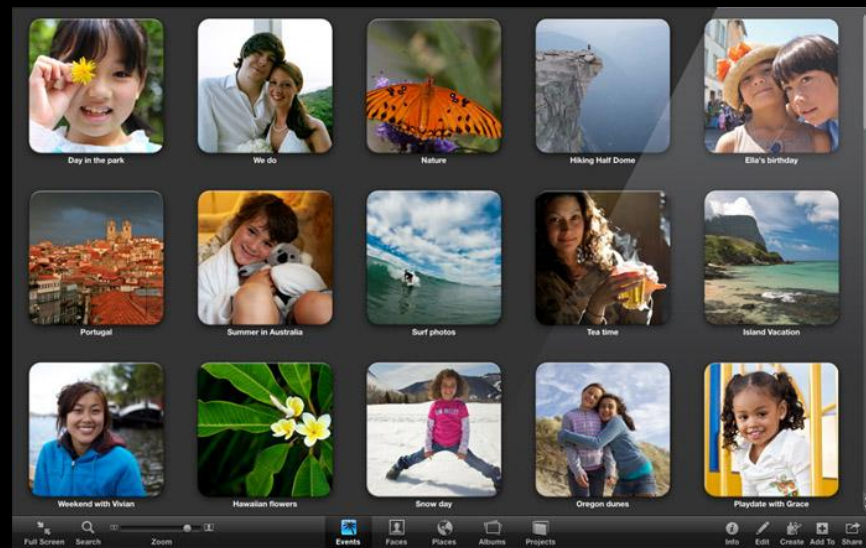 Day in the park
We do
Nature
Hiking Half Dome
Ella's birthday
Portugal
Summer in Australia
Surf photos
Tea time
Island Vacation
Weekend with Vivian
Hawaiian flowers
Snow day
Oregon dunes
Playdate with Grace
Full Screen
Search
Zoom
Events
Faces
Places
Albums
Projects
Info
Edit
Create
Add To
Share